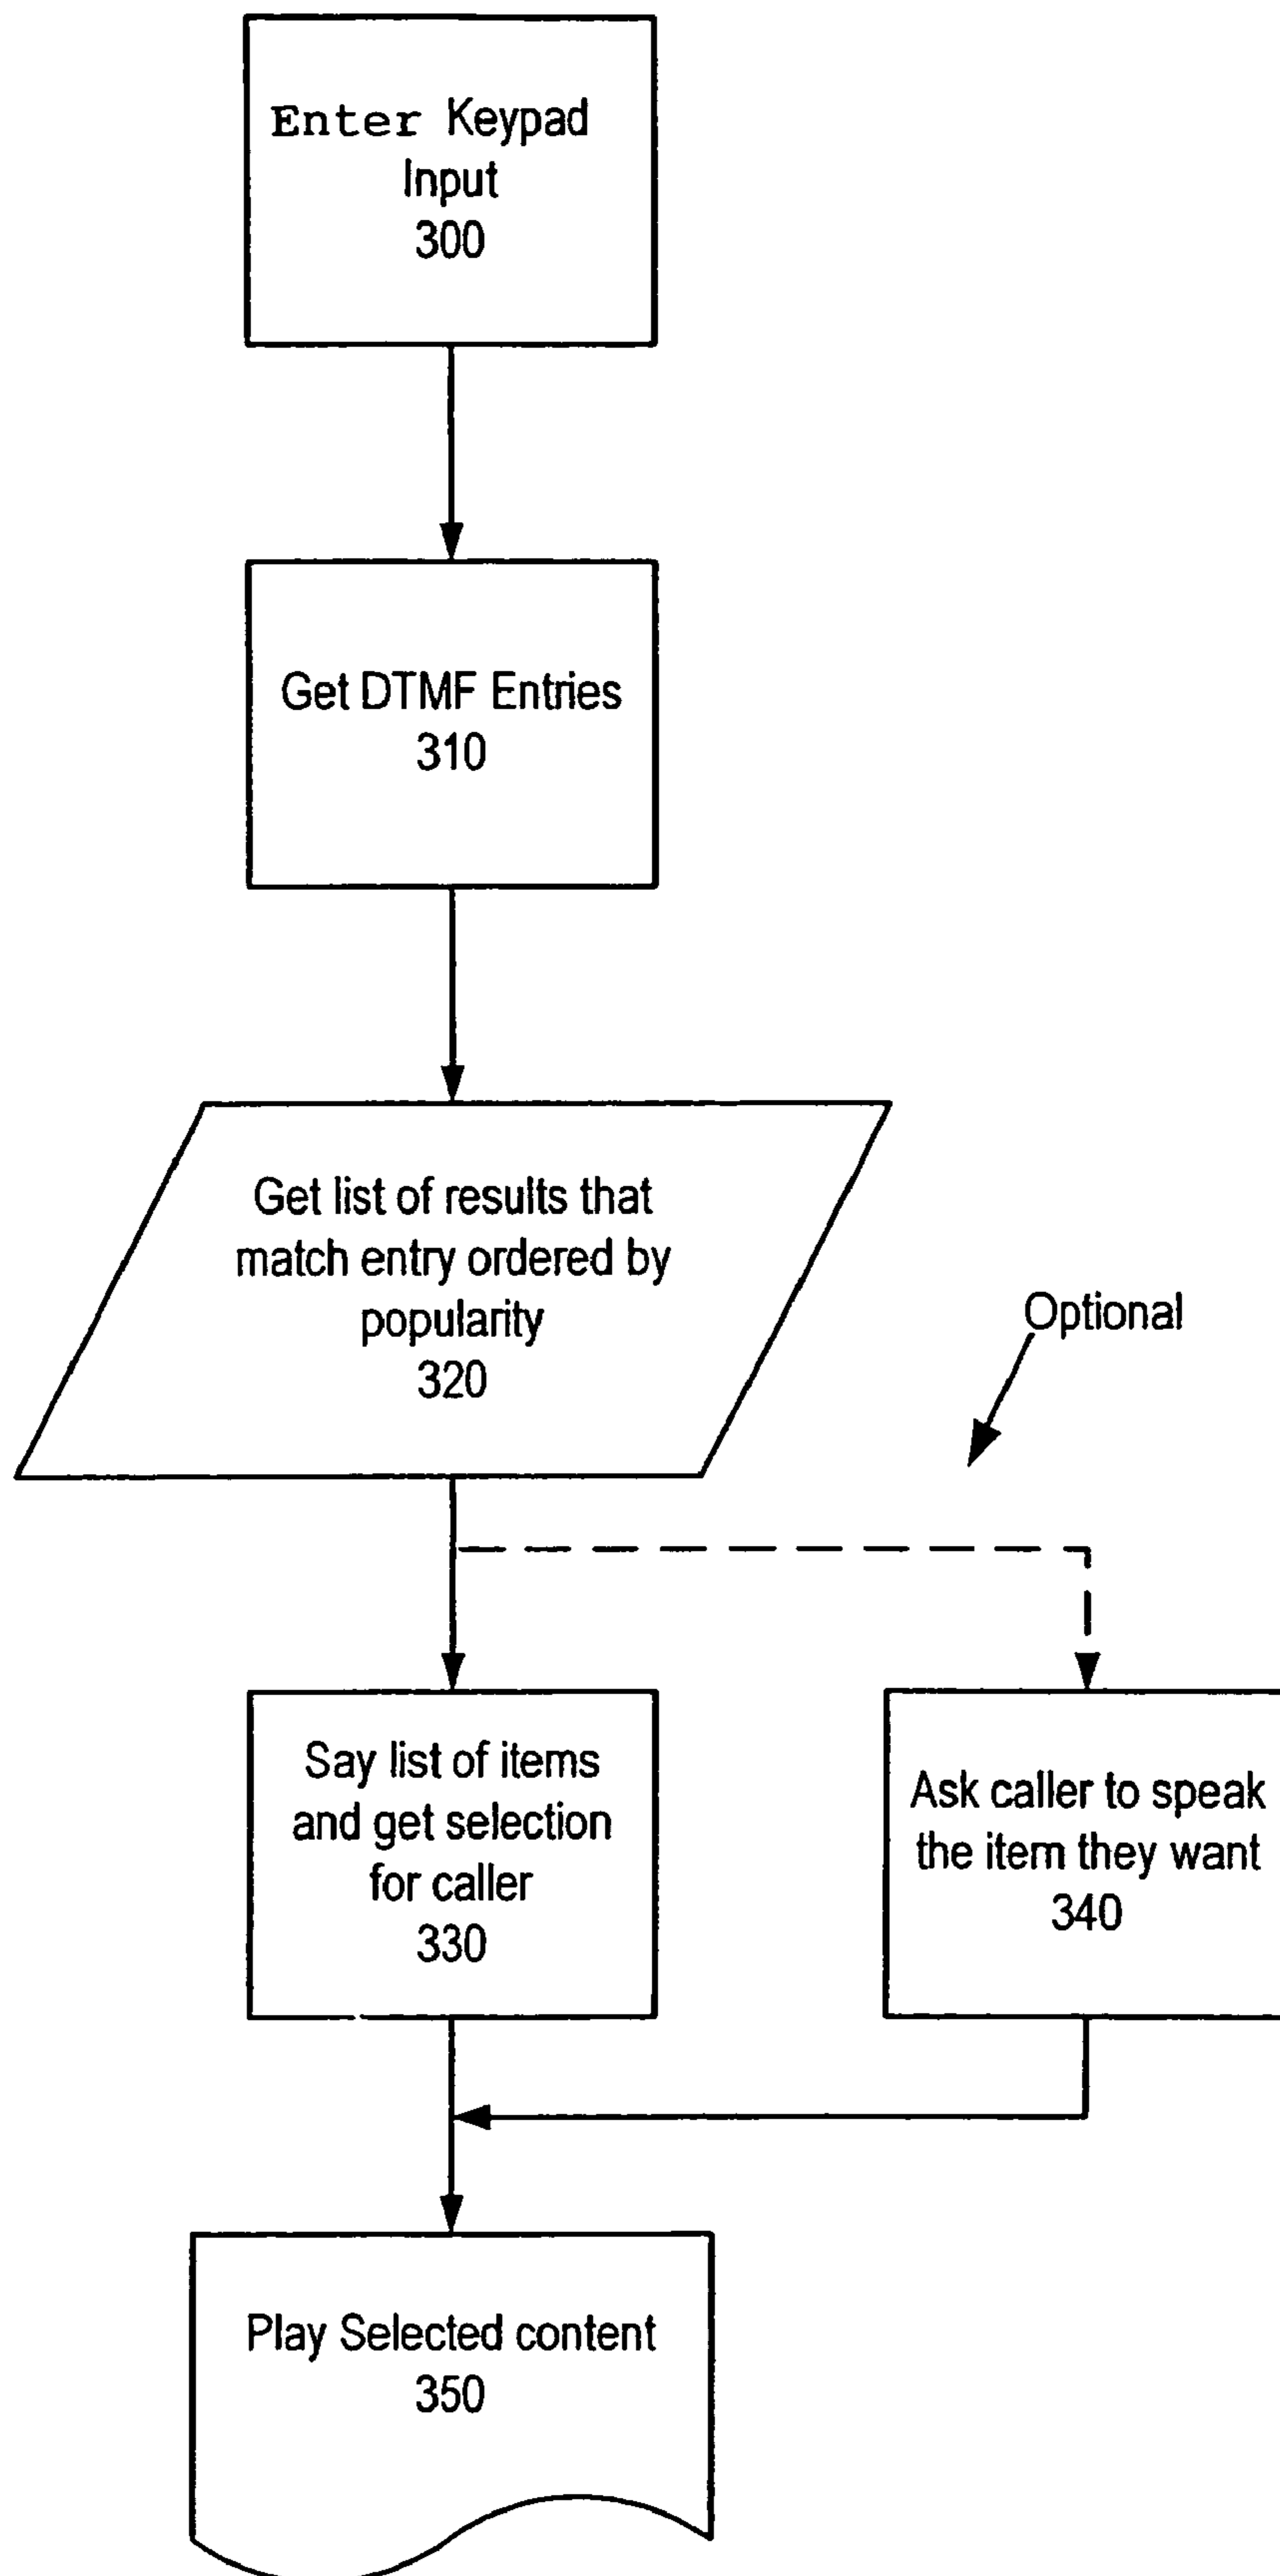 Enter Keypad
Input
300
Get DTMF Entries
310
Get list of results that
match entry ordered by
popularity
320
Optional
Say list of items
and get selection
for caller
330
Ask caller to speak
the item they want
340
Play Selected content
350